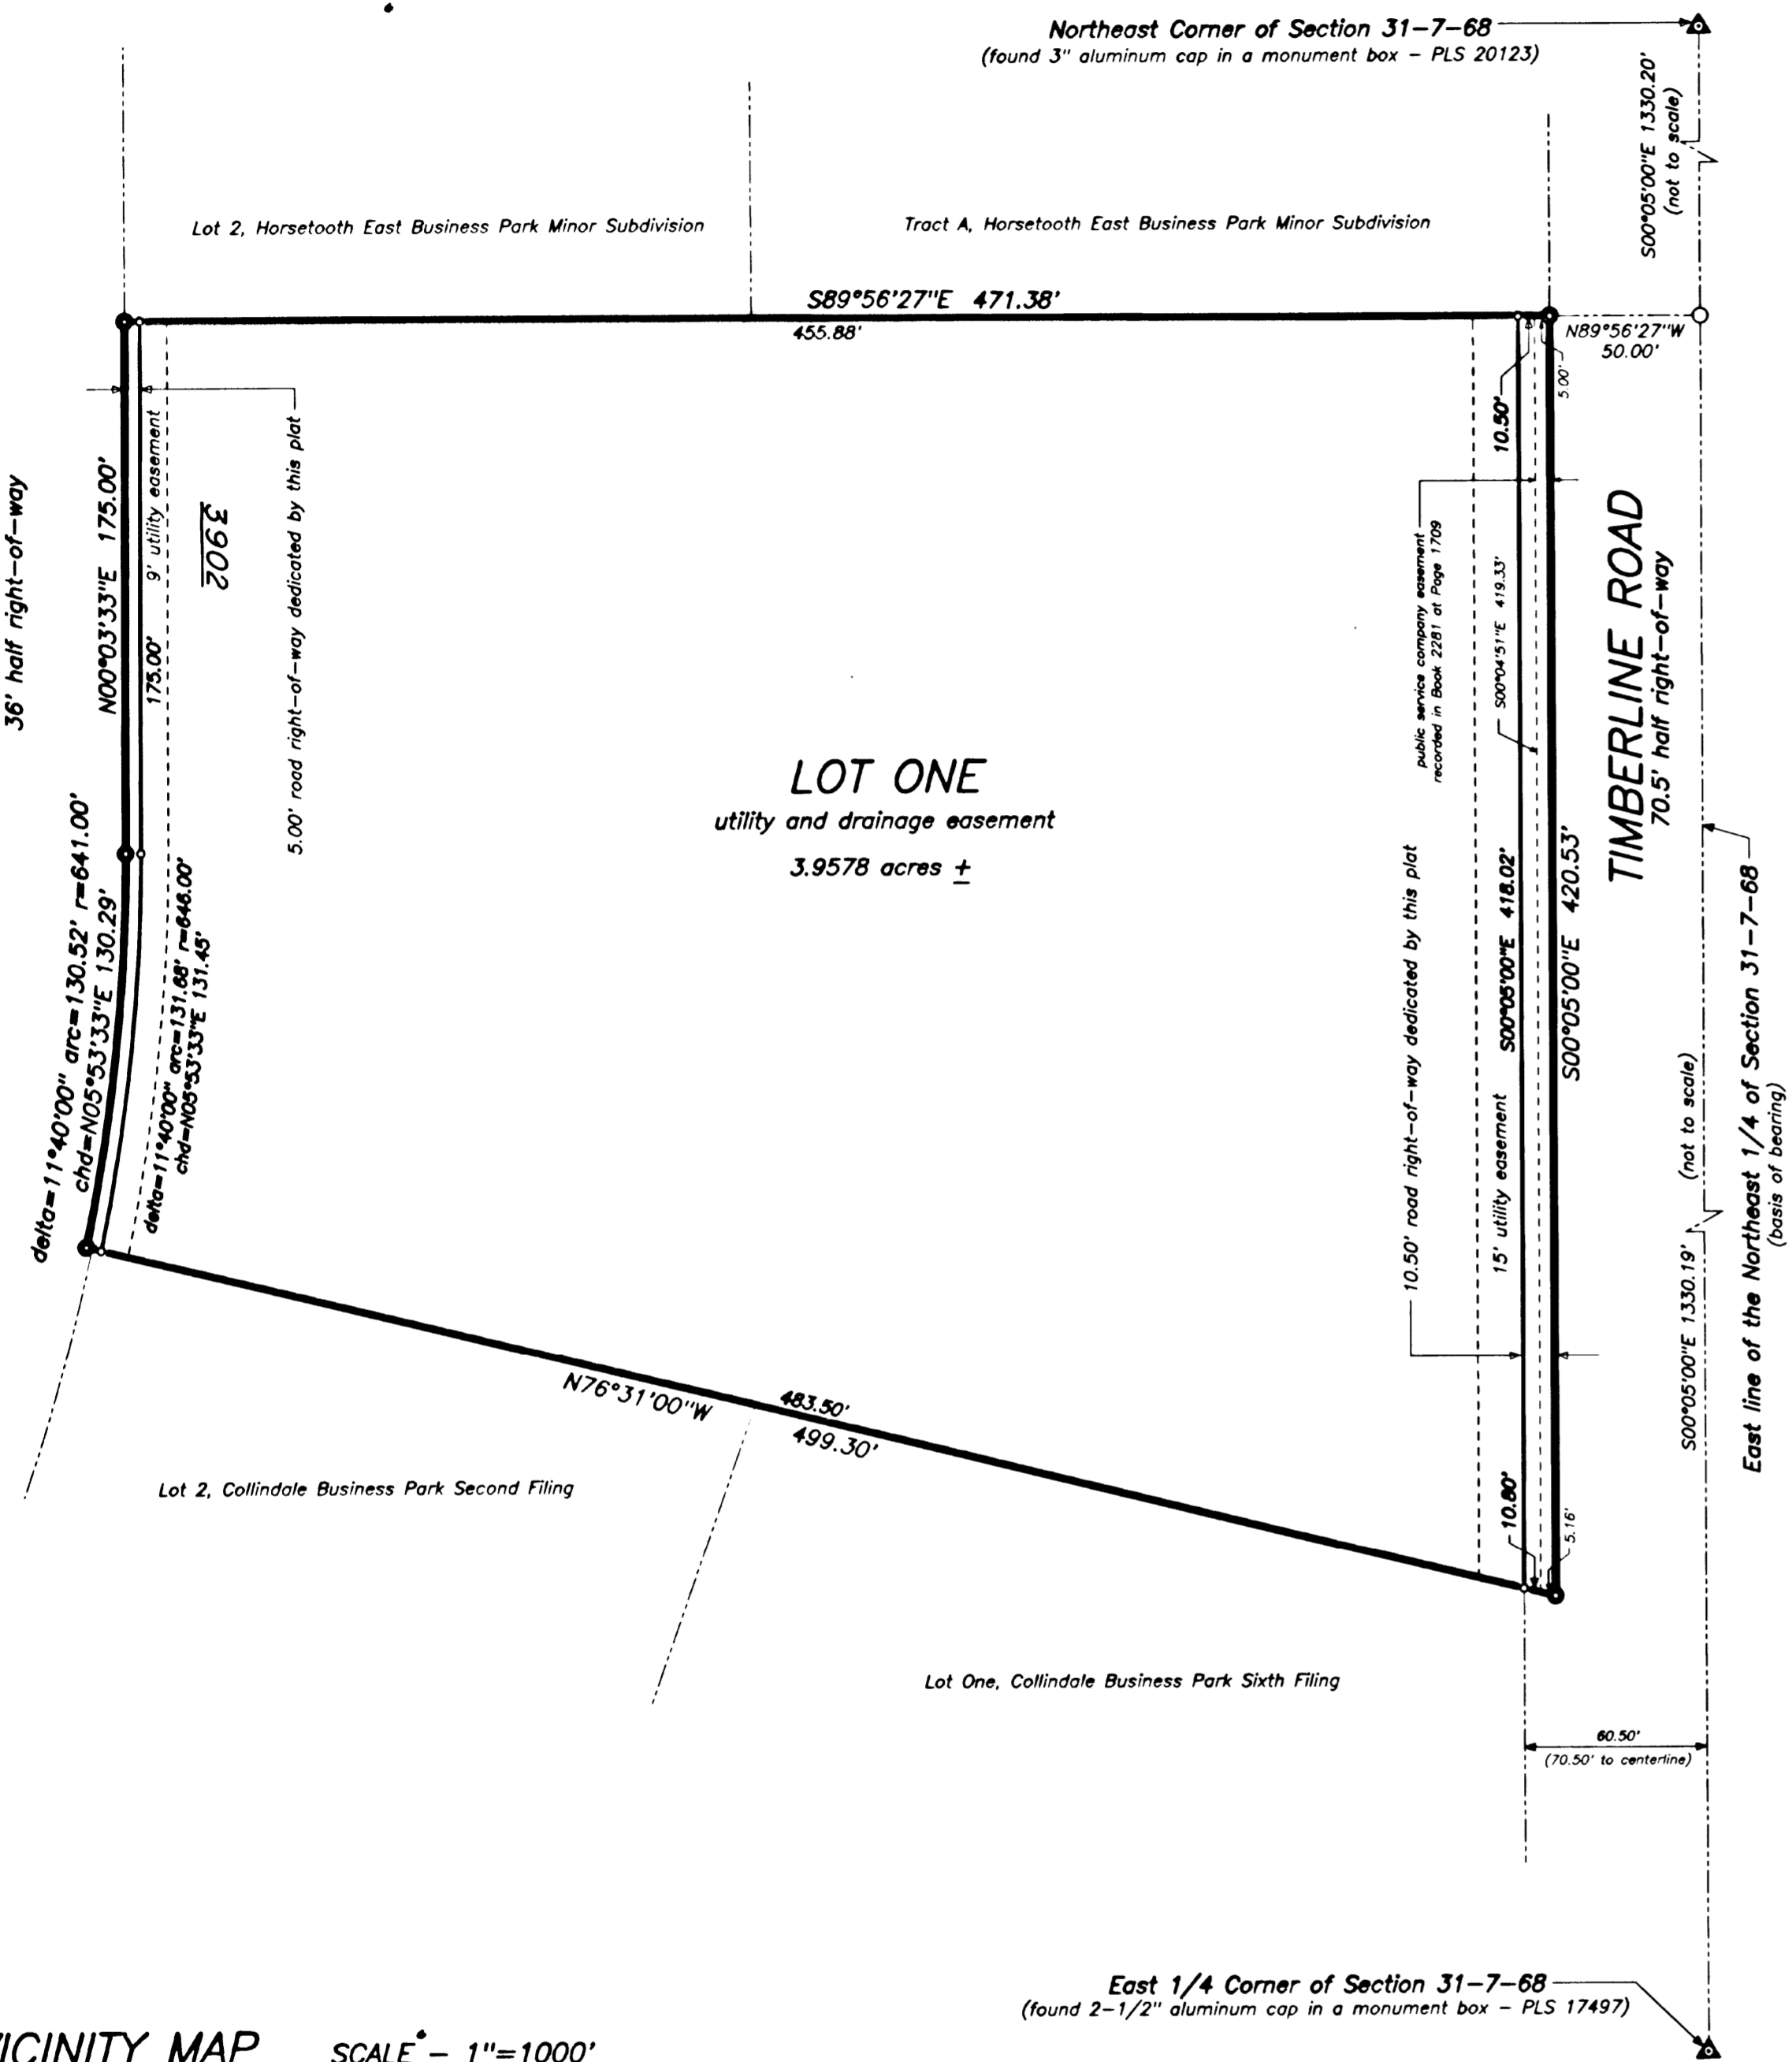 Northeast Corner of Section 31-7-68
(found 3" aluminum cap in a monument box - PLS 20123)
S00°05'00"E 1330.20'
(not to scale)
Lot 2, Horsetooth East Business Park Minor Subdivision
Tract A, Horsetooth East Business Park Minor Subdivision
S89°56'27"E 471.38'
455.88'
N89°56'27"W
50.00'
5.00'
10.50'
36' half right-of-way
N00°03'33"E 175.00'
175.00'
9' utility easement
3902
5.00' road right-of-way dedicated by this plat
public service company easement
recorded in Book 2281 at Page 1709
S00°04'51"E 419.33'
TIMBERLINE ROAD
70.5' half right-of-way
LOT ONE
utility and drainage easement
3.9578 acres ±
delta=11°40'00" arc=130.52' r=641.00'
chd=N05°53'33"E 130.29'
delta=11°40'00" arc=131.68' r=646.00'
chd=N05°53'33"E 131.45'
10.50' road right-of-way dedicated by this plat
15' utility easement
S00°05'00"E 418.02'
S00°05'00"E 420.53'
(not to scale)
S00°05'00"E 1330.19'
East line of the Northeast 1/4 of Section 31-7-68
(basis of bearing)
N76°31'00"W
483.50'
499.30'
10.80'
5.16'
Lot 2, Collindale Business Park Second Filing
Lot One, Collindale Business Park Sixth Filing
60.50'
(70.50' to centerline)
East 1/4 Corner of Section 31-7-68
(found 2-1/2" aluminum cap in a monument box - PLS 17497)
VICINITY MAP SCALE - 1"=1000'